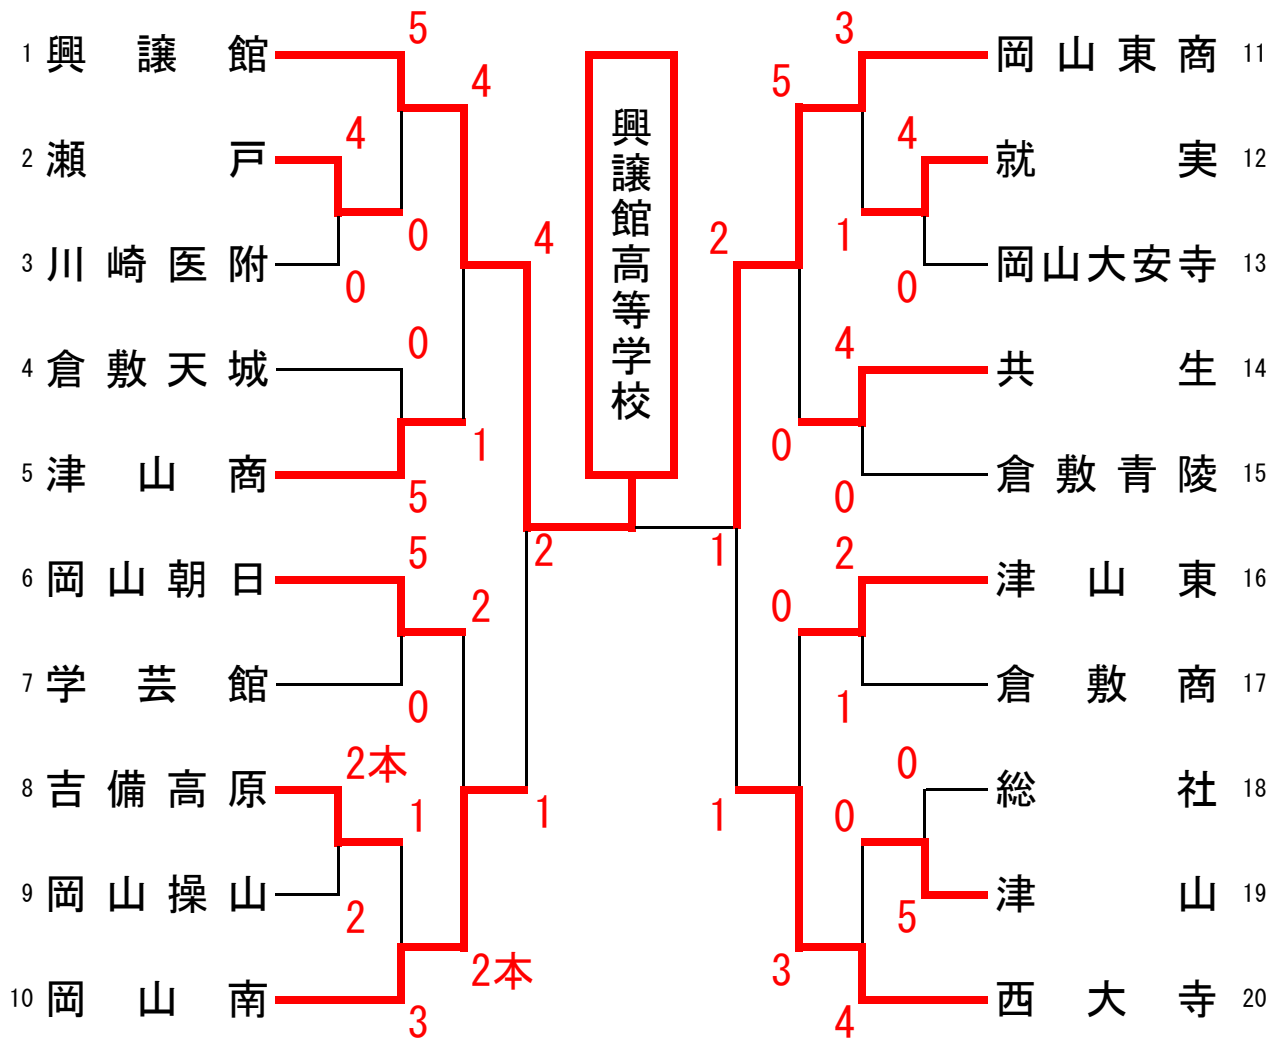 5
1 興譲館
4
4
2 瀬戸
0
3 川崎医附
0
4
0
4 倉敷天城
1
5 津山商
5
2
5
6 岡山朝日
2
7 学芸館
0
2本
8 吉備高原
1
1
9 岡山操山
2
2本
10 岡山南
3
興譲館高等学校
3
岡山東商 11
5
4
就実 12
2
1
岡山大安寺 13
0
4
共生 14
0
倉敷青陵 15
0
1
2
津山東 16
0
倉敷商 17
1
0
総社 18
1
0
津山 19
5
3
西大寺 20
4